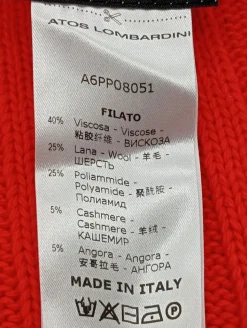 ATOS LOMBARDINI
A6PP08051
FILATO
40% Viscosa - Viscose -
粘胶纤维 - ВИСКОЗА
25% Lana - Wool - 羊毛 -
ШЕРСТЬ
25% Poliammide -
Polyamide - 聚酰胺 -
Полиамид
5% Cashmere -
Cashmere - 羊绒 -
КАШЕМИР
5% Angora - Angora -
安哥拉毛 - АНГОРА
MADE IN ITALY